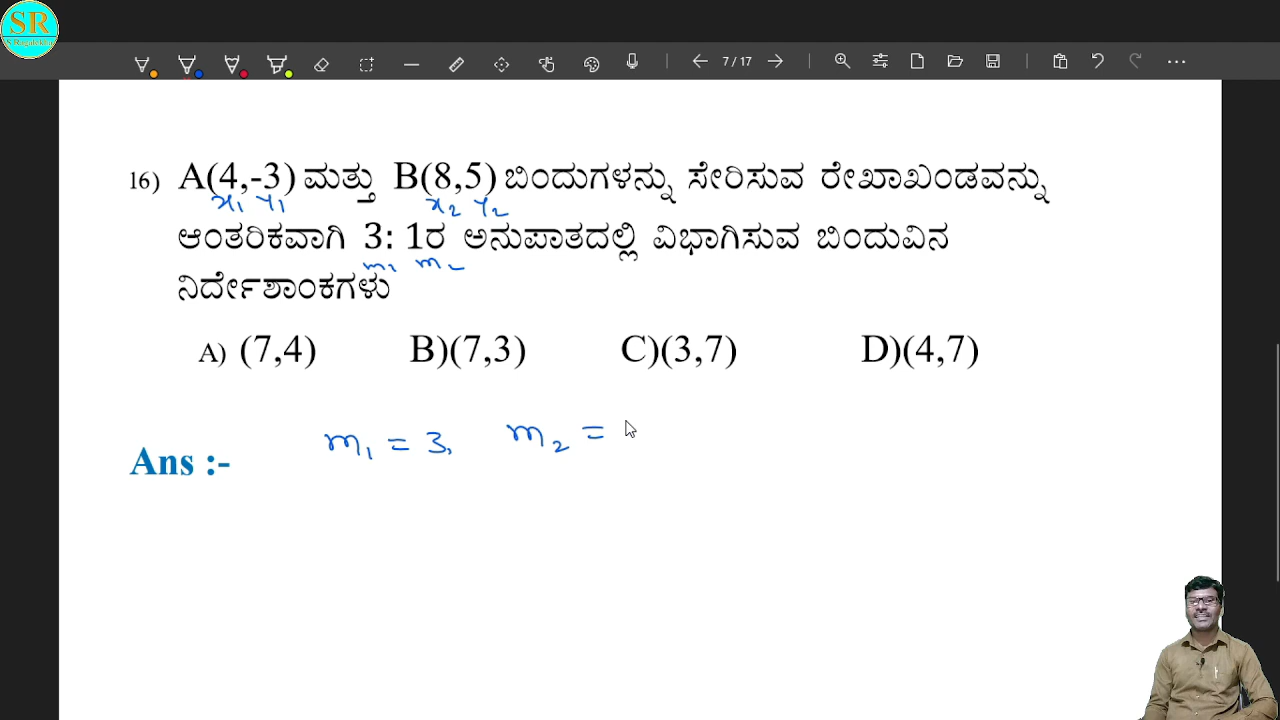 SR
7 / 17
16) A(4,-3) ಮತ್ತು B(8,5) ಬಿಂದುಗಳನ್ನು ಸೇರಿಸುವ ರೇಖಾಖಂಡವನ್ನು
x₁ y₁ x₂ y₂
ಆಂತರಿಕವಾಗಿ 3: 1ರ ಅನುಪಾತದಲ್ಲಿ ವಿಭಾಗಿಸುವ ಬಿಂದುವಿನ
m₁ m₂
ನಿರ್ದೇಶಾಂಕಗಳು
A) (7,4) B)(7,3) C)(3,7) D)(4,7)
m₁ = 3, m₂ =
Ans :-